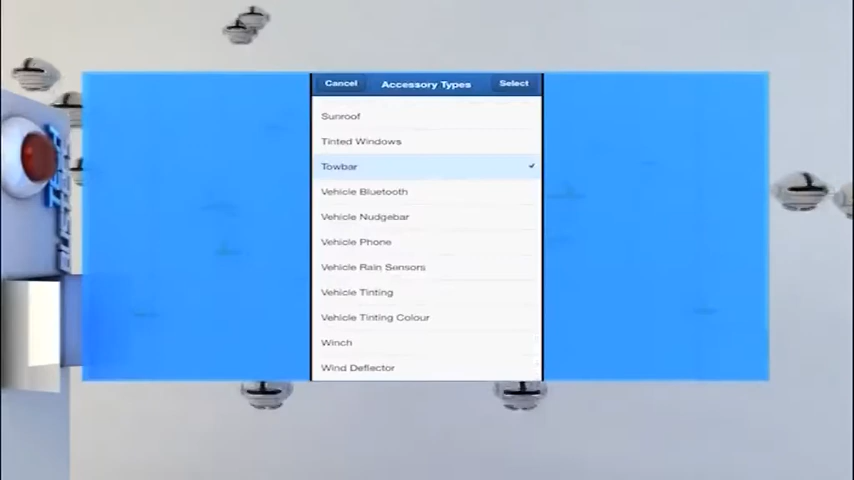 Cancel
Accessory Types
Select
Sunroof
Tinted Windows
Towbar
Vehicle Bluetooth
Vehicle Nudgebar
Vehicle Phone
Vehicle Rain Sensors
Vehicle Tinting
Vehicle Tinting Colour
Winch
Wind Deflector